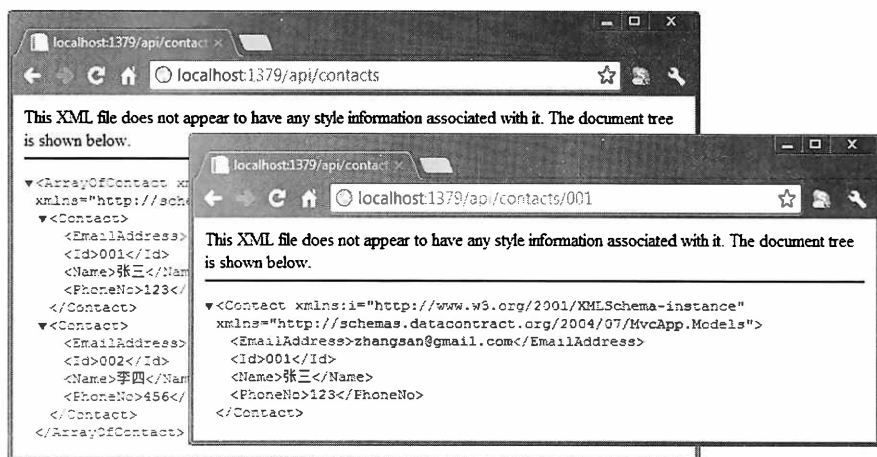 localhost:1379/api/contact ×
localhost:1379/api/contacts
This XML file does not appear to have any style information associated with it. The document tree
is shown below.
▼<ArrayOfContact
xmlns="http://sche
▼<Contact>
<EmailAddress>
<Id>001</Id>
<Name>张三</Nam
<PhoneNo>123</
</Contact>
▼<Contact>
<EmailAddress>
<Id>002</Id>
<Name>李四</Nam
<PhoneNo>456</
</Contact>
</ArrayOfContact>
localhost:1379/api/contact ×
localhost:1379/api/contacts/001
This XML file does not appear to have any style information associated with it. The document tree
is shown below.
▼<Contact xmlns:i="http://www.w3.org/2001/XMLSchema-instance"
xmlns="http://schemas.datacontract.org/2004/07/MvcApp.Models">
<EmailAddress>zhangsan@gmail.com</EmailAddress>
<Id>001</Id>
<Name>张三</Name>
<PhoneNo>123</PhoneNo>
</Contact>